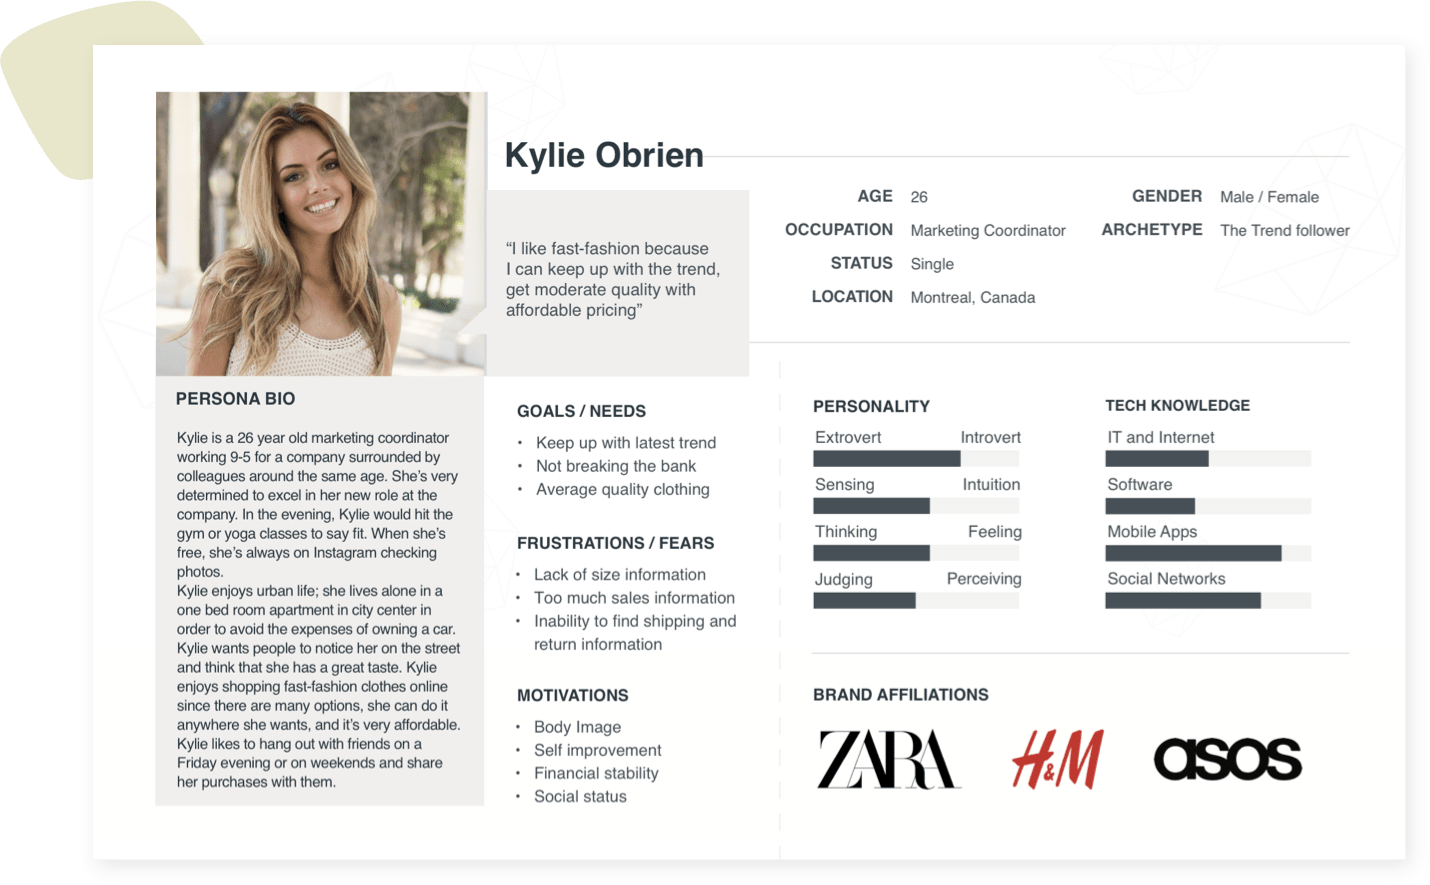 Kylie Obrien
“I like fast-fashion because
I can keep up with the trend,
get moderate quality with
affordable pricing”
AGE 26
OCCUPATION Marketing Coordinator
STATUS Single
LOCATION Montreal, Canada
GENDER Male / Female
ARCHETYPE The Trend follower
PERSONA BIO
Kylie is a 26 year old marketing coordinator
working 9-5 for a company surrounded by
colleagues around the same age. She’s very
determined to excel in her new role at the
company. In the evening, Kylie would hit the
gym or yoga classes to say fit. When she’s
free, she’s always on Instagram checking
photos.
Kylie enjoys urban life; she lives alone in a
one bed room apartment in city center in
order to avoid the expenses of owning a car.
Kylie wants people to notice her on the street
and think that she has a great taste. Kylie
enjoys shopping fast-fashion clothes online
since there are many options, she can do it
anywhere she wants, and it’s very affordable.
Kylie likes to hang out with friends on a
Friday evening or on weekends and share
her purchases with them.
GOALS / NEEDS
• Keep up with latest trend
• Not breaking the bank
• Average quality clothing
FRUSTRATIONS / FEARS
• Lack of size information
• Too much sales information
• Inability to find shipping and
return information
MOTIVATIONS
• Body Image
• Self improvement
• Financial stability
• Social status
PERSONALITY
Extrovert Introvert
Sensing Intuition
Thinking Feeling
Judging Perceiving
TECH KNOWLEDGE
IT and Internet
Software
Mobile Apps
Social Networks
BRAND AFFILIATIONS
ZARA H&M asos